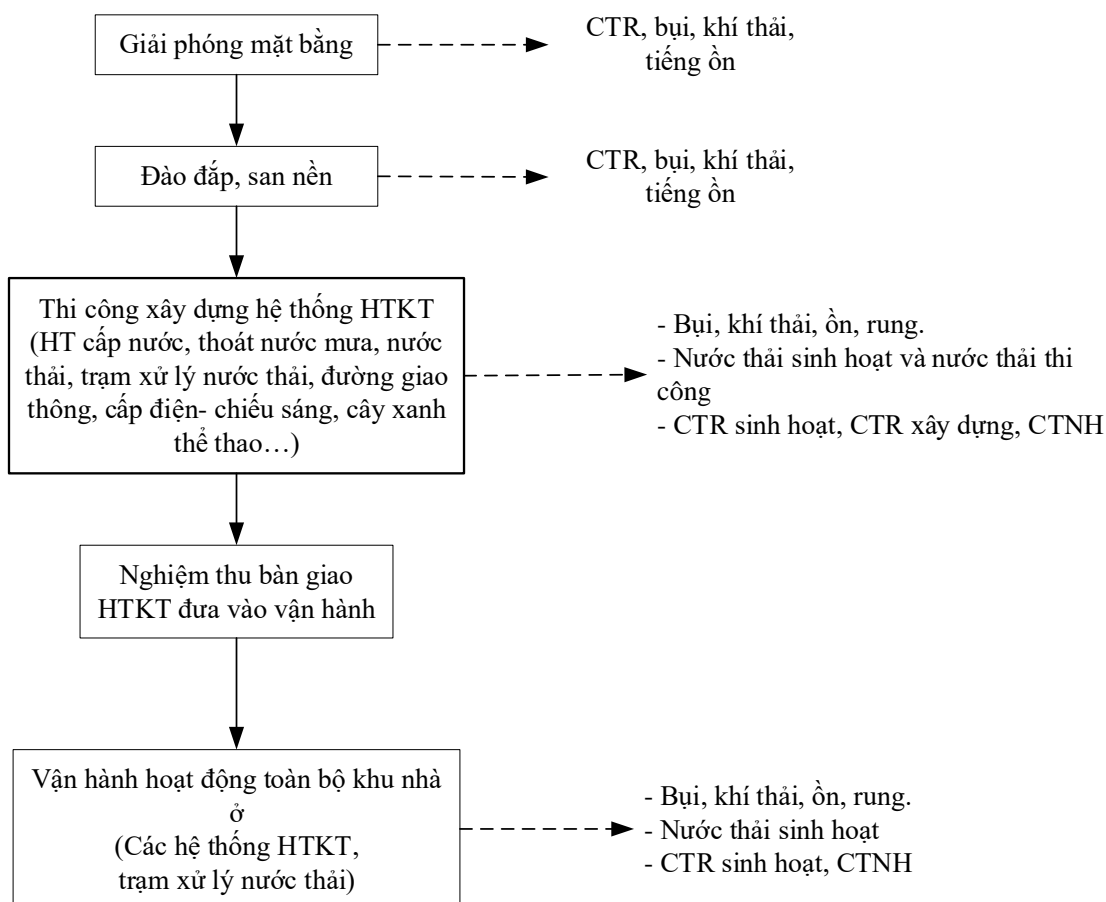 Giải phóng mặt bằng
CTR, bụi, khí thải,
tiếng ồn
Đào đắp, san nền
CTR, bụi, khí thải,
tiếng ồn
Thi công xây dựng hệ thống HTKT
(HT cấp nước, thoát nước mưa, nước
thải, trạm xử lý nước thải, đường giao
thông, cấp điện- chiếu sáng, cây xanh
thể thao…)
- Bụi, khí thải, ồn, rung.
- Nước thải sinh hoạt và nước thải thi
công
- CTR sinh hoạt, CTR xây dựng, CTNH
Nghiệm thu bàn giao
HTKT đưa vào vận hành
Vận hành hoạt động toàn bộ khu nhà
ở
(Các hệ thống HTKT,
trạm xử lý nước thải)
- Bụi, khí thải, ồn, rung.
- Nước thải sinh hoạt
- CTR sinh hoạt, CTNH